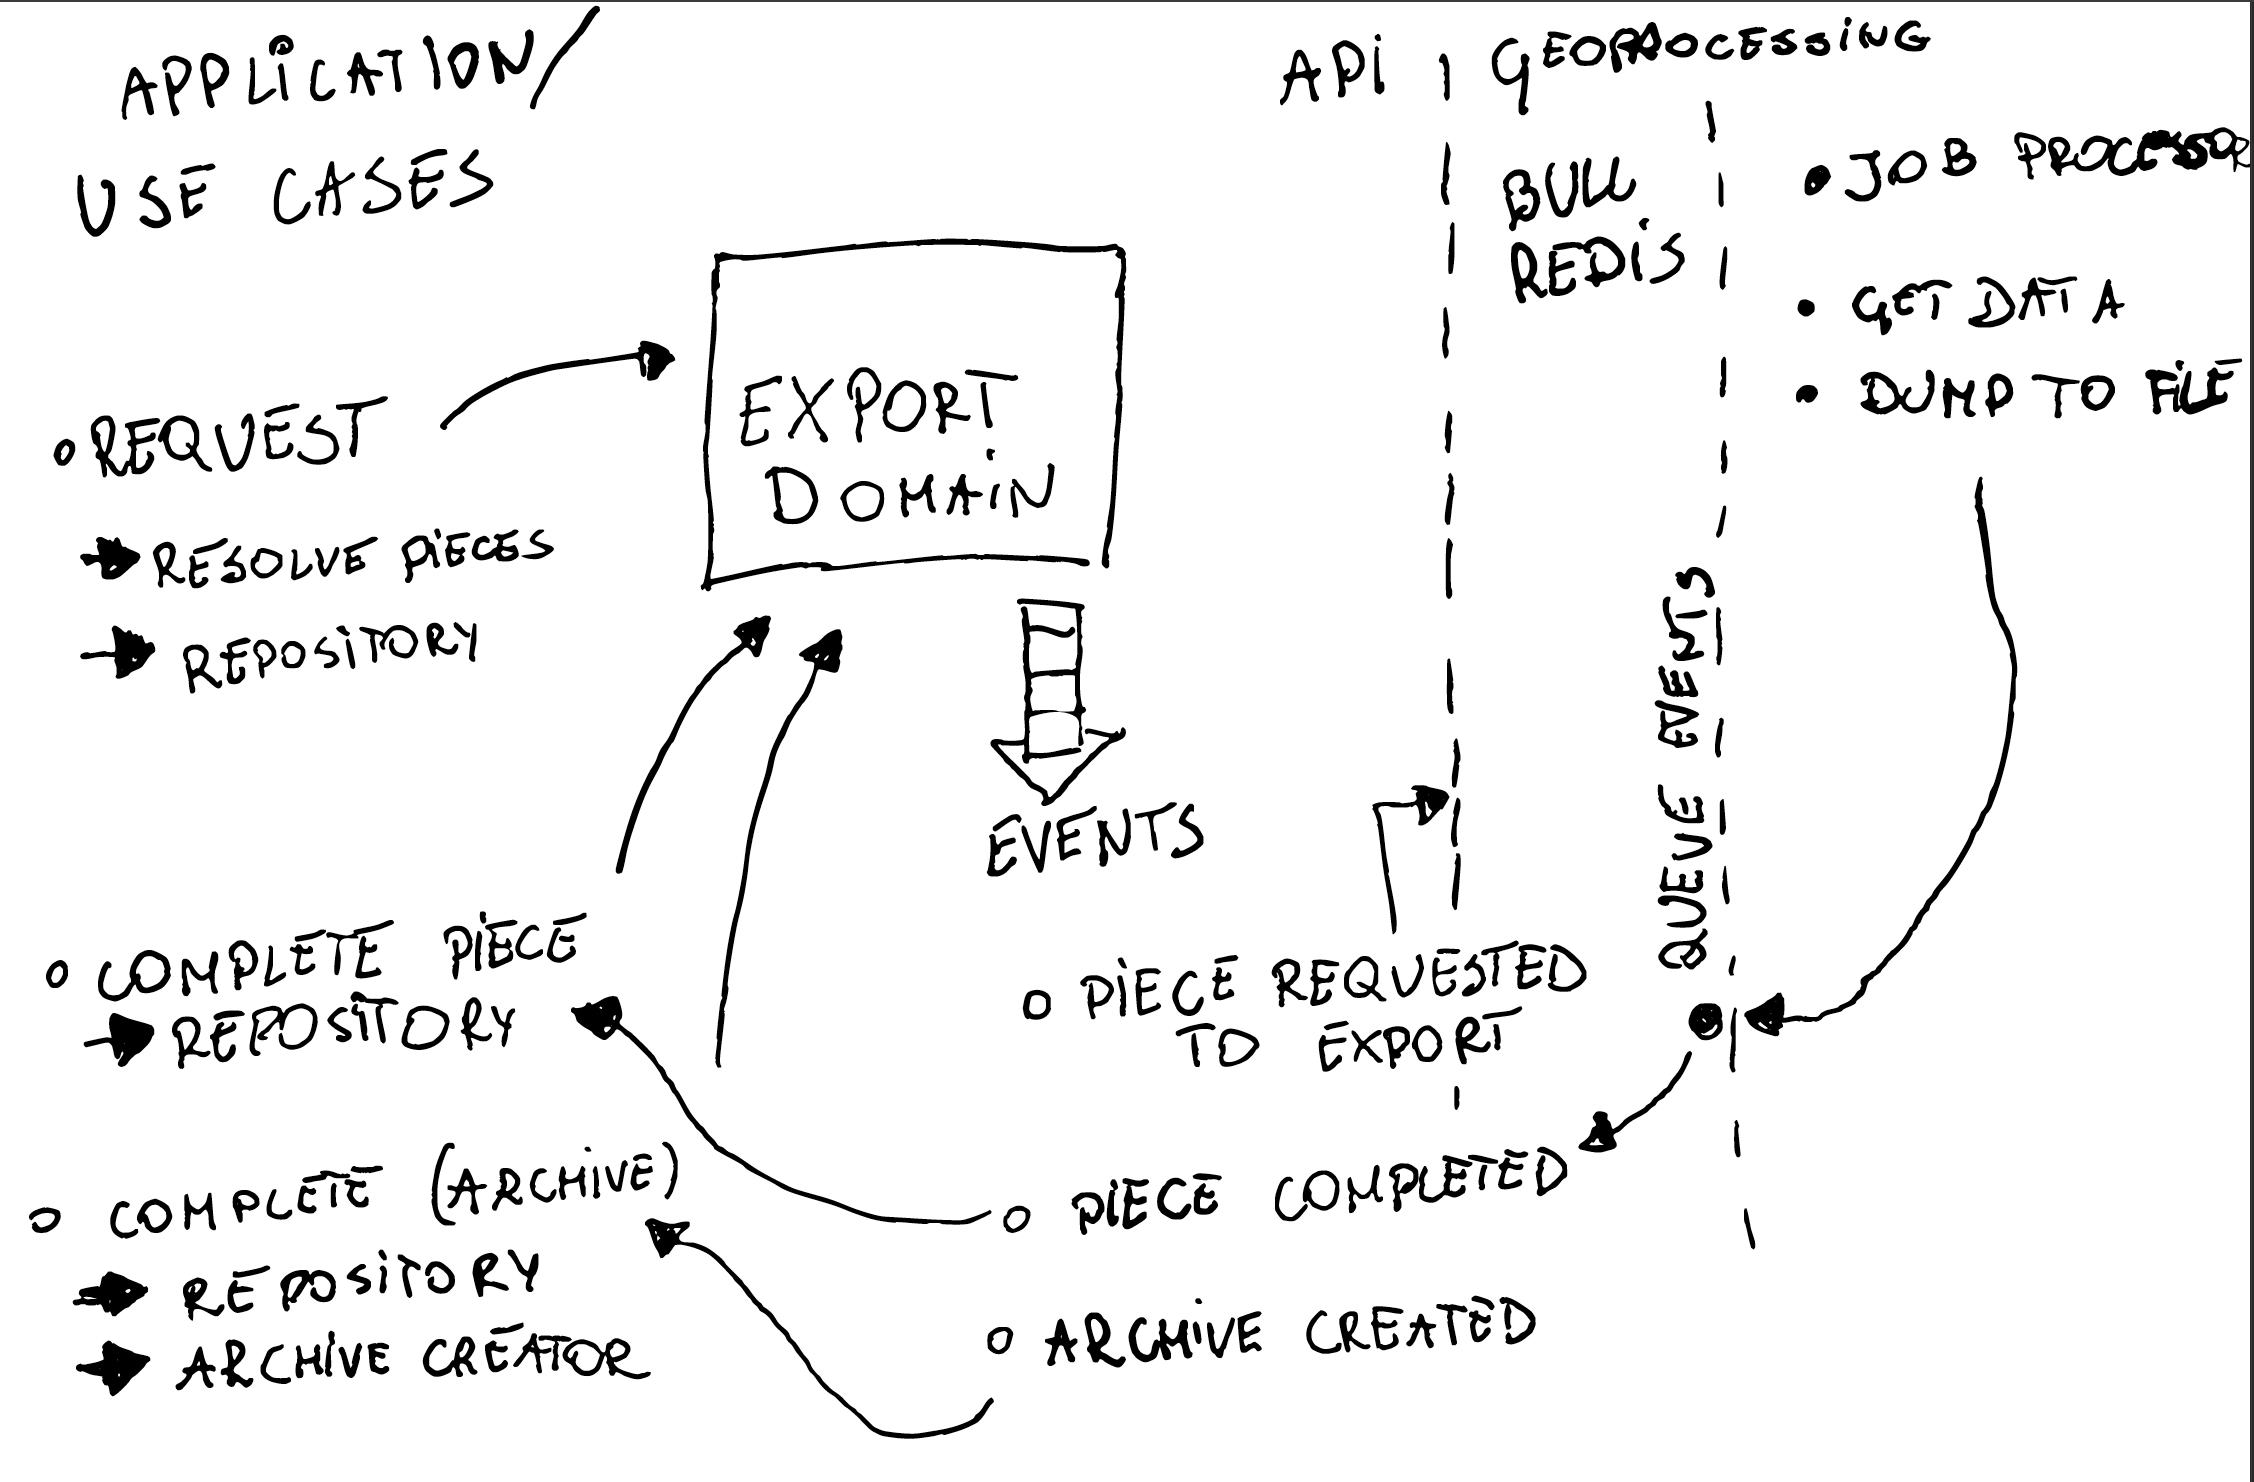 APPLICATION/
USE CASES
API
GEOPROCESSING
BULL
REDIS
JOB PROCESSOR
GET DATA
DUMP TO FILE
EXPORT
DOMAIN
REQUEST
RESOLVE PIECES
REPOSITORY
EVENTS
QUEUE EVENTS
COMPLETE PIECE
REPOSITORY
COMPLETE (ARCHIVE)
REPOSITORY
ARCHIVE CREATOR
PIECE REQUESTED
TO EXPORT
PIECE COMPLETED
ARCHIVE CREATED